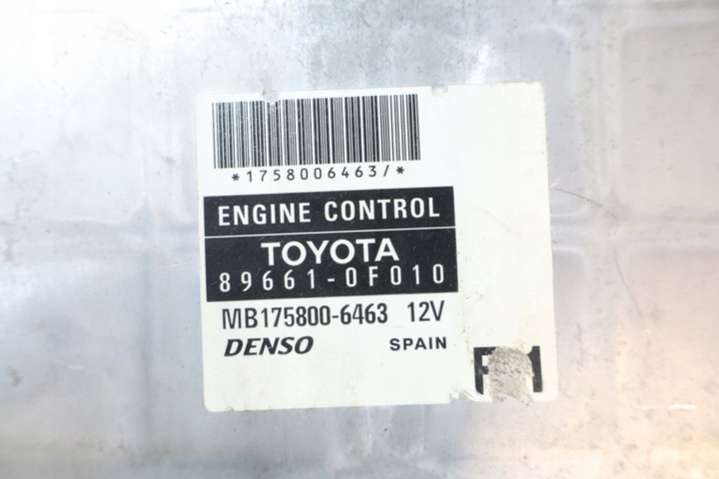 *1758006463/*
ENGINE CONTROL
TOYOTA
89661-0F010
MB175800-6463 12V
DENSO SPAIN